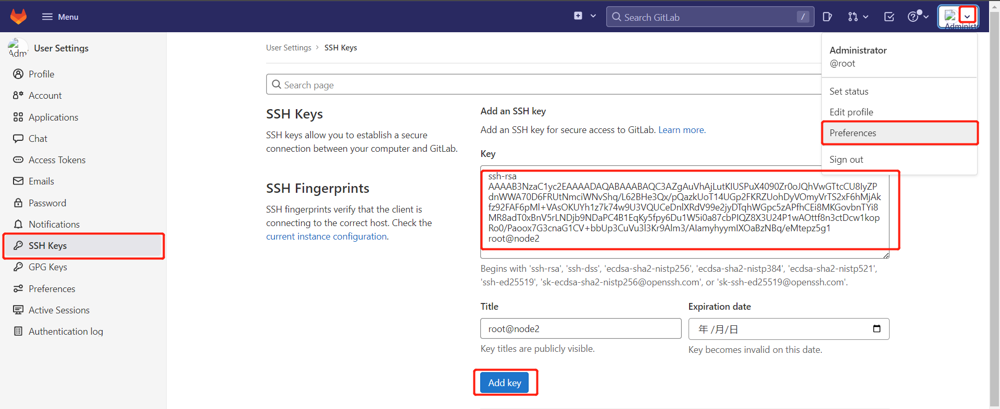 Menu
Search GitLab
/
Administ
Adm
User Settings
Profile
Account
Applications
Chat
Access Tokens
Emails
Password
Notifications
SSH Keys
GPG Keys
Preferences
Active Sessions
Authentication log
User Settings > SSH Keys
Search page
SSH Keys
SSH keys allow you to establish a secure
connection between your computer and GitLab.
SSH Fingerprints
SSH fingerprints verify that the client is
connecting to the correct host. Check the
current instance configuration.
Add an SSH key
Add an SSH key for secure access to GitLab. Learn more.
Key
ssh-rsa
AAAAB3NzaC1yc2EAAAADAQABAAABAQC3AZgAuVhAjLutKIUSPuX4090Zr0oJQhVwGTtcCU8IyZP
dnWWA70D6FRUtNmciWNvShq/L62BHe3Qx/pQazkUoT14UGp2FKRZUohDyVOmyVrTS2xF6hMjAk
fz92FAF6pMl+VAsOKUYh1z7k74w9U3VQUCeDnlXRdV99e2jyDTqhWGpc5zAPfhCEi8MKGovbnTYi8
MR8adT0xBnV5rLNDjb9NDaPC4B1EqKy5fpy6Du1W5i0a87cbPIQZ8X3U24P1wAOttf8n3ctDcw1kop
Ro0/Paoox7G3cnaG1CV+bbUp3CuVu3l3Kr9Alm3/AIamyhyymIXOaBzNBq/eMtepz5g1
root@node2
Begins with 'ssh-rsa', 'ssh-dss', 'ecdsa-sha2-nistp256', 'ecdsa-sha2-nistp384', 'ecdsa-sha2-nistp521',
'ssh-ed25519', 'sk-ecdsa-sha2-nistp256@openssh.com', or 'sk-ssh-ed25519@openssh.com'.
Title
Expiration date
root@node2
年 /月/日
Key titles are publicly visible.
Key becomes invalid on this date.
Add key
Administrator
@root
Set status
Edit profile
Preferences
Sign out